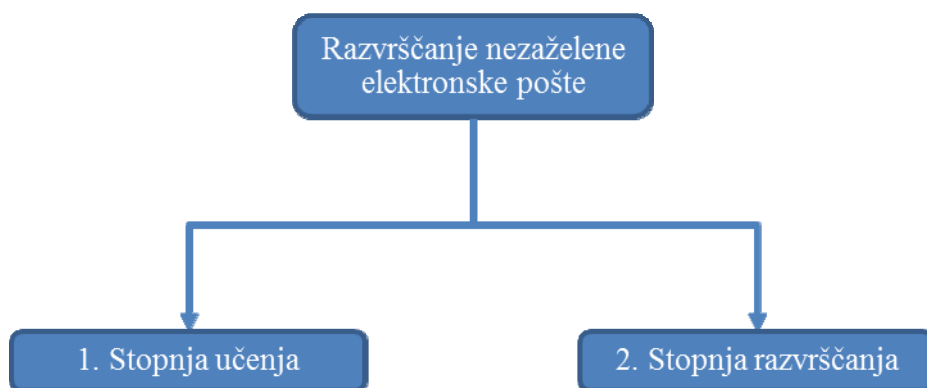 Razvrščanje nezaželene
elektronske pošte
1. Stopnja učenja
2. Stopnja razvrščanja